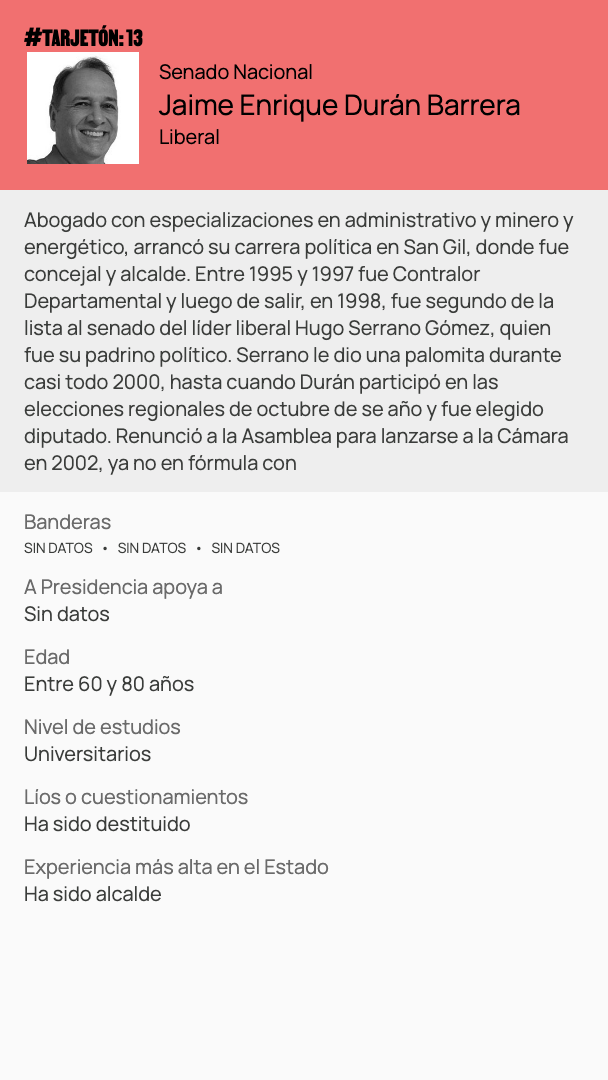 #TARJETÓN: 13
Senado Nacional
Jaime Enrique Durán Barrera
Liberal
Abogado con especializaciones en administrativo y minero y
energético, arrancó su carrera política en San Gil, donde fue
concejal y alcalde. Entre 1995 y 1997 fue Contralor
Departamental y luego de salir, en 1998, fue segundo de la
lista al senado del líder liberal Hugo Serrano Gómez, quien
fue su padrino político. Serrano le dio una palomita durante
casi todo 2000, hasta cuando Durán participó en las
elecciones regionales de octubre de se año y fue elegido
diputado. Renunció a la Asamblea para lanzarse a la Cámara
en 2002, ya no en fórmula con
Banderas
SIN DATOS • SIN DATOS • SIN DATOS
A Presidencia apoya a
Sin datos
Edad
Entre 60 y 80 años
Nivel de estudios
Universitarios
Líos o cuestionamientos
Ha sido destituido
Experiencia más alta en el Estado
Ha sido alcalde